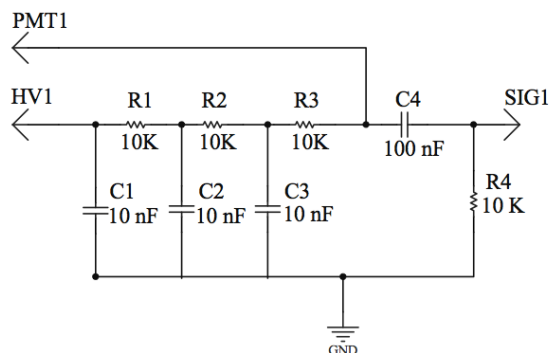 PMT1
HV1
R1
R2
R3
C4
SIG1
10K
10K
10K
100 nF
C1
10 nF
C2
10 nF
C3
10 nF
R4
10 K
GND